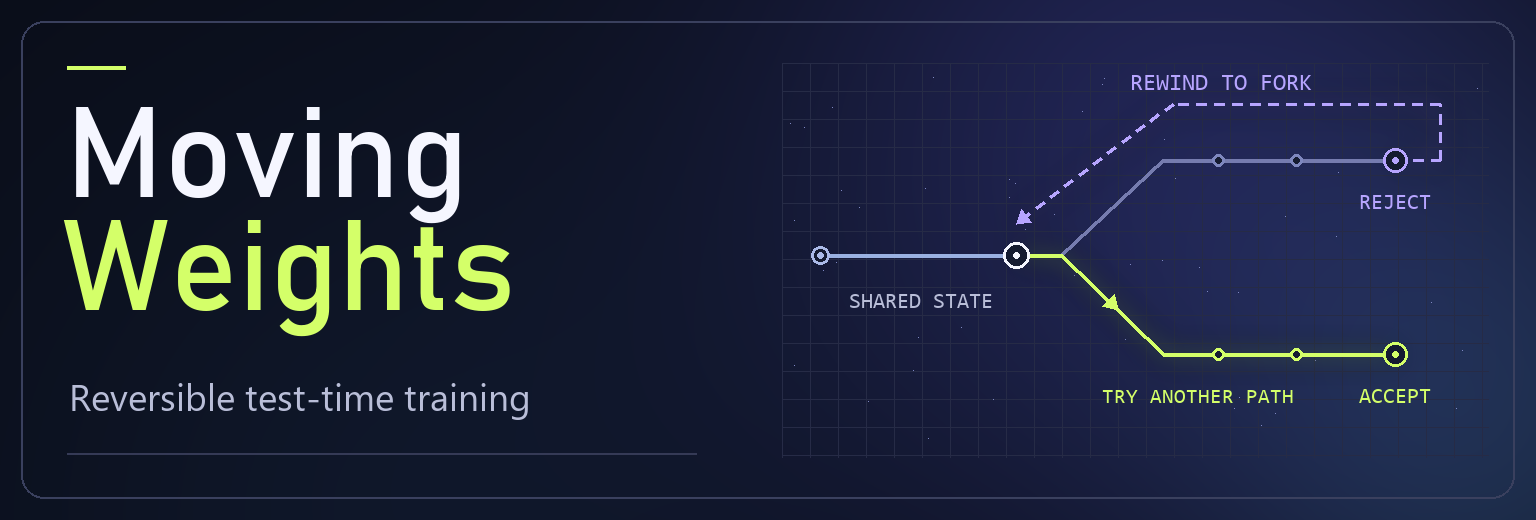 Moving
Weights
Reversible test-time training
REWIND TO FORK
REJECT
SHARED STATE
TRY ANOTHER PATH
ACCEPT